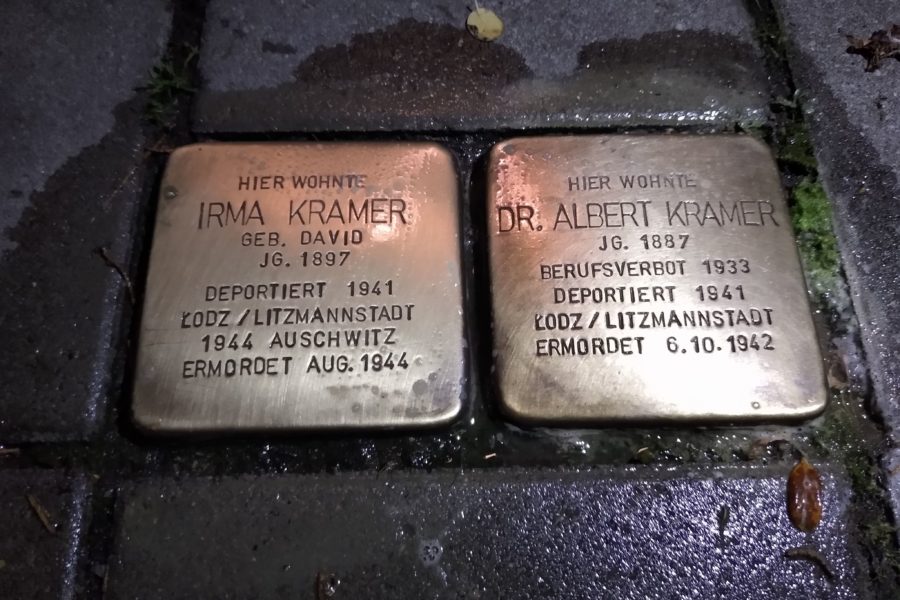 HIER WOHNTE
IRMA KRAMER
GEB. DAVID
JG. 1897
DEPORTIERT 1941
ŁODZ / LITZMANNSTADT
1944 AUSCHWITZ
ERMORDET AUG. 1944
HIER WOHNTE
DR. ALBERT KRAMER
JG. 1887
BERUFSVERBOT 1933
DEPORTIERT 1941
ŁODZ / LITZMANNSTADT
ERMORDET 6.10.1942